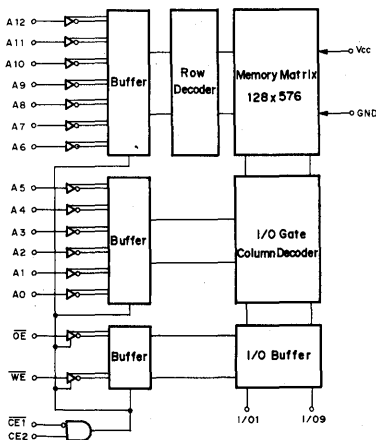 A12
A11
A10
A9
A8
A7
A6
Buffer
Row
Decoder
Memory Matrix
128 x 576
Vcc
GND
A5
A4
A3
A2
A1
A0
Buffer
I/O Gate
Column Decoder
OE
WE
Buffer
I/O Buffer
CE1
CE2
I/O1
I/O9